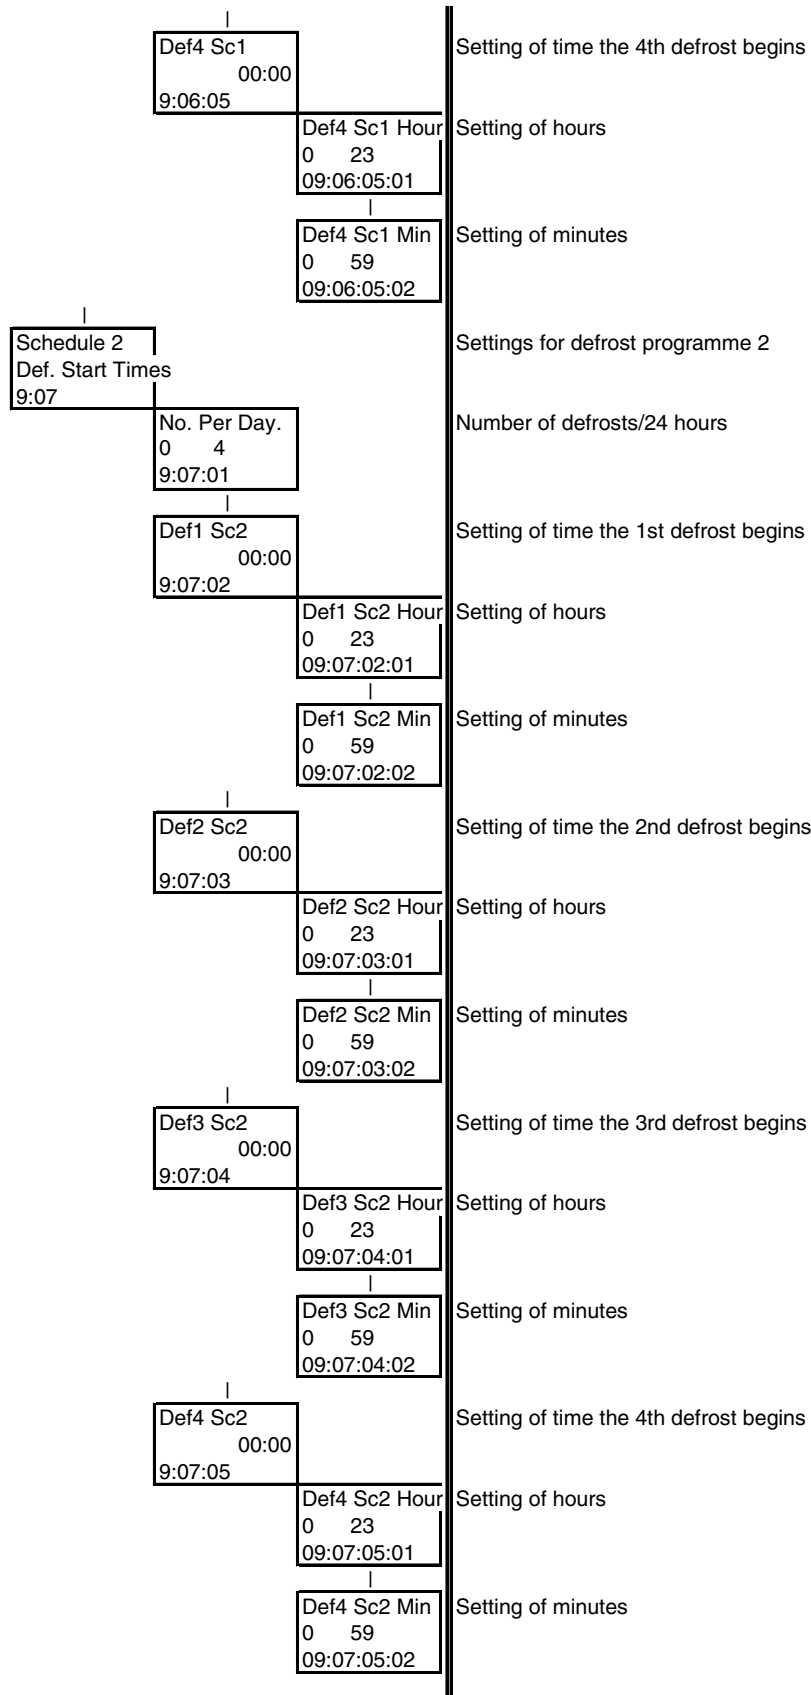 Def4 Sc1
00:00
9:06:05
Setting of time the 4th defrost begins
Def4 Sc1 Hour
0 23
09:06:05:01
Setting of hours
Def4 Sc1 Min
0 59
09:06:05:02
Setting of minutes
Schedule 2
Def. Start Times
9:07
Settings for defrost programme 2
No. Per Day.
0 4
9:07:01
Number of defrosts/24 hours
Def1 Sc2
00:00
9:07:02
Setting of time the 1st defrost begins
Def1 Sc2 Hour
0 23
09:07:02:01
Setting of hours
Def1 Sc2 Min
0 59
09:07:02:02
Setting of minutes
Def2 Sc2
00:00
9:07:03
Setting of time the 2nd defrost begins
Def2 Sc2 Hour
0 23
09:07:03:01
Setting of hours
Def2 Sc2 Min
0 59
09:07:03:02
Setting of minutes
Def3 Sc2
00:00
9:07:04
Setting of time the 3rd defrost begins
Def3 Sc2 Hour
0 23
09:07:04:01
Setting of hours
Def3 Sc2 Min
0 59
09:07:04:02
Setting of minutes
Def4 Sc2
00:00
9:07:05
Setting of time the 4th defrost begins
Def4 Sc2 Hour
0 23
09:07:05:01
Setting of hours
Def4 Sc2 Min
0 59
09:07:05:02
Setting of minutes